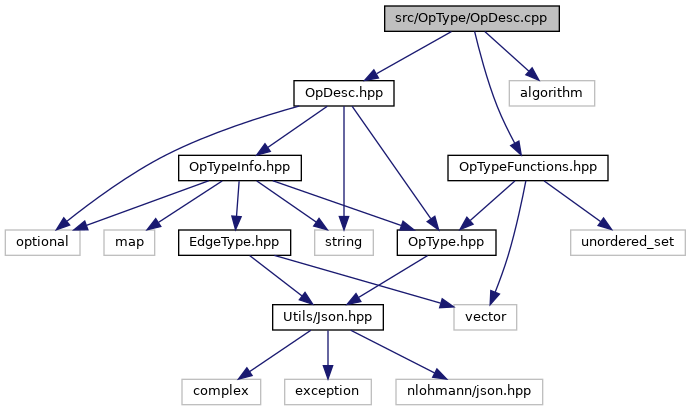 src/OpType/OpDesc.cpp
OpDesc.hpp
algorithm
OpTypeInfo.hpp
OpTypeFunctions.hpp
optional
map
EdgeType.hpp
string
OpType.hpp
unordered_set
Utils/Json.hpp
vector
complex
exception
nlohmann/json.hpp